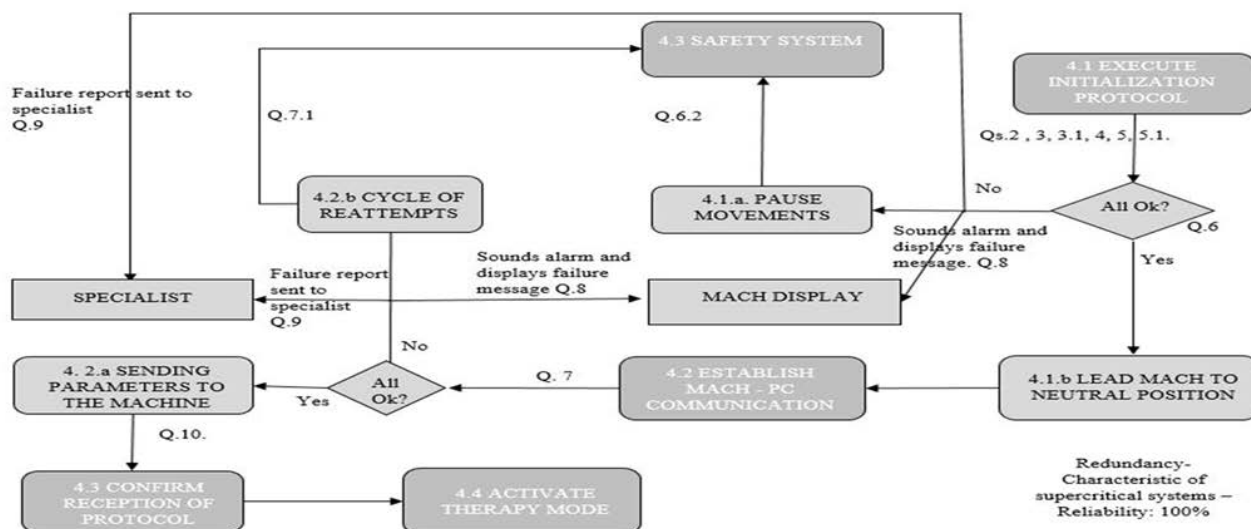 4.3 SAFETY SYSTEM
4.1 EXECUTE
INITIALIZATION
PROTOCOL
Failure report sent to
specialist
Q.9
Q.7.1
Q.6.2
Qs.2 , 3, 3.1, 4, 5, 5.1.
4.2.b CYCLE OF
REATTEMPTS
4.1.a. PAUSE
MOVEMENTS
No
All Ok?
Q.6
Sounds alarm and
displays failure
message. Q.8
Yes
Failure report
sent to
specialist
Q.9
Sounds alarm and
displays failure
message Q.8
SPECIALIST
MACH DISPLAY
No
4. 2.a SENDING
PARAMETERS TO
THE MACHINE
Yes
All
Ok?
Q. 7
4.2 ESTABLISH
MACH - PC
COMMUNICATION
4.1.b LEAD MACH TO
NEUTRAL POSITION
Q.10.
4.3 CONFIRM
RECEPTION OF
PROTOCOL
4.4 ACTIVATE
THERAPY MODE
Redundancy-
Characteristic of
supercritical systems –
Reliability: 100%